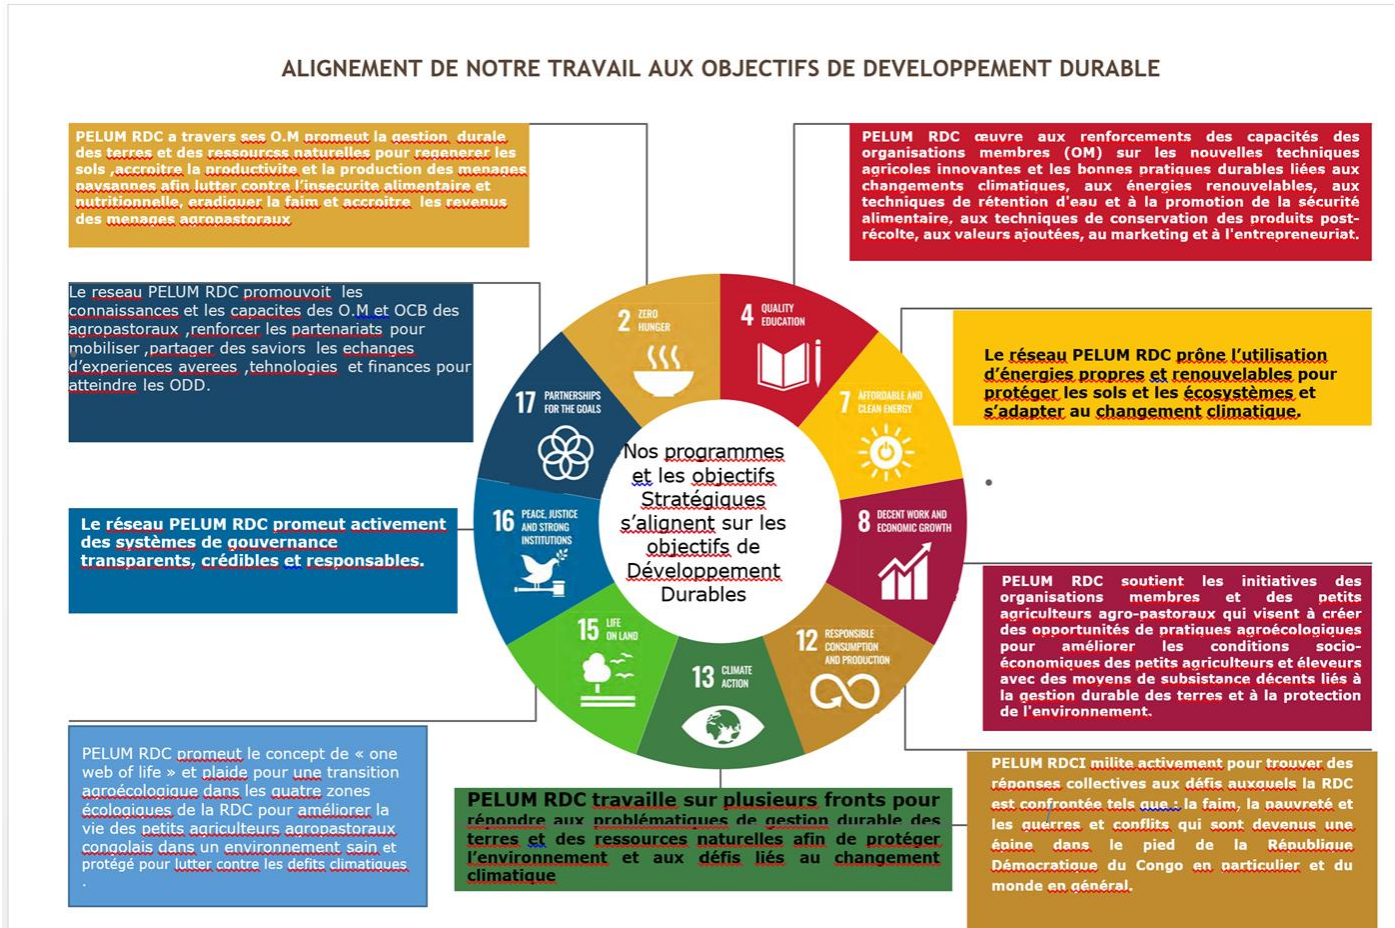 ALIGNEMENT DE NOTRE TRAVAIL AUX OBJECTIFS DE DEVELOPPEMENT DURABLE
PELUM RDC a travers ses O.M promeut la gestion durale
des terres et des ressourcss naturelles pour regenerer les
sols ,accroitre la productivite et la production des menages
paysannes afin lutter contre l'insecurite alimentaire et
nutritionnelle, eradiquer la faim et accroitre les revenus
des menages agropastoraux
PELUM RDC œuvre aux renforcements des capacités des
organisations membres (OM) sur les nouvelles techniques
agricoles innovantes et les bonnes pratiques durables liées aux
changements climatiques, aux énergies renouvelables, aux
techniques de rétention d'eau et à la promotion de la sécurité
alimentaire, aux techniques de conservation des produits post-
récolte, aux valeurs ajoutées, au marketing et à l'entrepreneuriat.
Le reseau PELUM RDC promouvoit les
connaissances et les capacites des O.M et OCB des
agropastoraux ,renforcer les partenariats pour
mobiliser ,partager des saviors les echanges
d'experiences averees ,tehnologies et finances pour
atteindre les ODD.
2 ZERO
HUNGER
4 QUALITY
EDUCATION
Le réseau PELUM RDC prône l'utilisation
d'énergies propres et renouvelables pour
protéger les sols et les écosystèmes et
s'adapter au changement climatique.
17 PARTNERSHIPS
FOR THE GOALS
7 AFFORDABLE AND
CLEAN ENERGY
Nos programmes
et les objectifs
Stratégiques
s'alignent sur les
objectifs de
Développement
Durables
Le réseau PELUM RDC promeut activement
des systèmes de gouvernance
transparents, crédibles et responsables.
16 PEACE, JUSTICE
AND STRONG
INSTITUTIONS
8 DECENT WORK AND
ECONOMIC GROWTH
PELUM RDC soutient les initiatives des
organisations membres et des petits
agriculteurs agro-pastoraux qui visent à créer
des opportunités de pratiques agroécologiques
pour améliorer les conditions socio-
économiques des petits agriculteurs et éleveurs
avec des moyens de subsistance décents liés à
la gestion durable des terres et à la protection
de l'environnement.
15 LIFE
ON LAND
13 CLIMATE
ACTION
12 RESPONSIBLE
CONSUMPTION
AND PRODUCTION
PELUM RDC promeut le concept de « one
web of life » et plaide pour une transition
agroécologique dans les quatre zones
écologiques de la RDC pour améliorer la
vie des petits agriculteurs agropastoraux
congolais dans un environnement sain et
protégé pour lutter contre les defits climatiques
.
PELUM RDC travaille sur plusieurs fronts pour
répondre aux problématiques de gestion durable des
terres et des ressources naturelles afin de protéger
l'environnement et aux défis liés au changement
climatique
PELUM RDCI milite activement pour trouver des
réponses collectives aux défis auxquels la RDC
est confrontée tels que : la faim, la pauvreté et
les guerres et conflits qui sont devenus une
épine dans le pied de la République
Démocratique du Congo en particulier et du
monde en général.